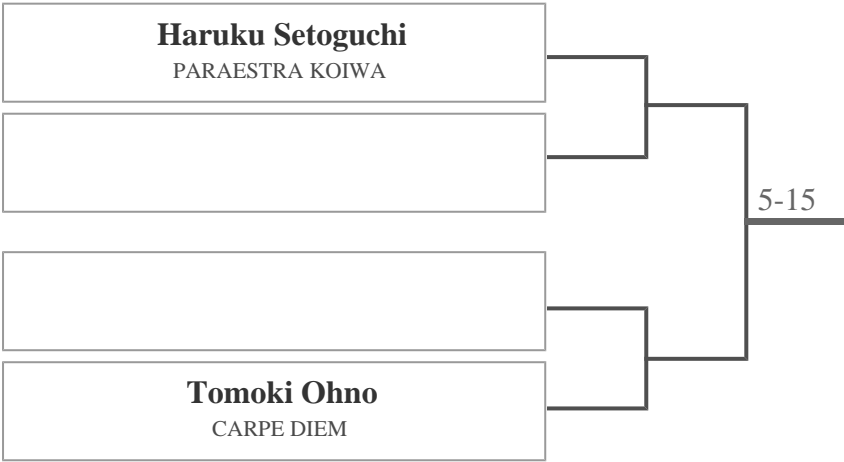 Haruku Setoguchi
PARAESTRA KOIWA
5-15
Tomoki Ohno
CARPE DIEM